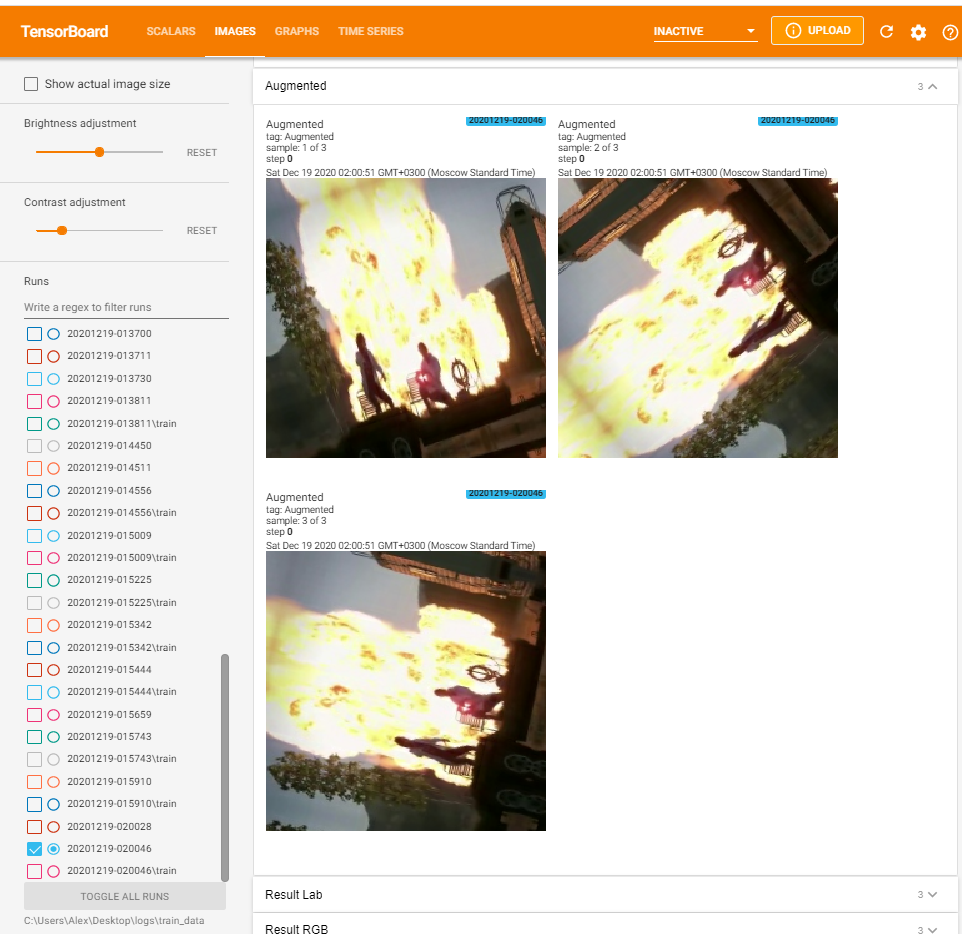 TensorBoard SCALARS IMAGES GRAPHS TIME SERIES INACTIVE UPLOAD
Show actual image size
Brightness adjustment
RESET
Contrast adjustment
RESET
Runs
Write a regex to filter runs
20201219-013700
20201219-013711
20201219-013730
20201219-013811
20201219-013811\train
20201219-014450
20201219-014511
20201219-014556
20201219-014556\train
20201219-015009
20201219-015009\train
20201219-015225
20201219-015225\train
20201219-015342
20201219-015342\train
20201219-015444
20201219-015444\train
20201219-015659
20201219-015743
20201219-015743\train
20201219-015910
20201219-015910\train
20201219-020028
20201219-020046
20201219-020046\train
TOGGLE ALL RUNS
C:\Users\Alex\Desktop\logs\train_data
Augmented 3
Augmented 20201219-020046
tag: Augmented
sample: 1 of 3
step 0
Sat Dec 19 2020 02:00:51 GMT+0300 (Moscow Standard Time)
Augmented 20201219-020046
tag: Augmented
sample: 2 of 3
step 0
Sat Dec 19 2020 02:00:51 GMT+0300 (Moscow Standard Time)
Augmented 20201219-020046
tag: Augmented
sample: 3 of 3
step 0
Sat Dec 19 2020 02:00:51 GMT+0300 (Moscow Standard Time)
Result Lab 3
Result RGB 3